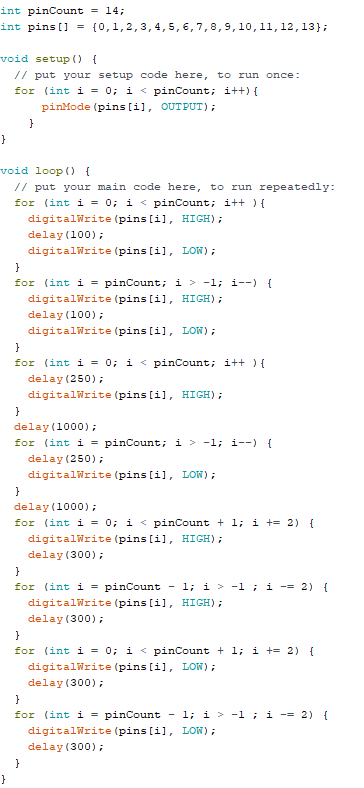 int pinCount = 14;
int pins[] = {0,1,2,3,4,5,6,7,8,9,10,11,12,13};

void setup() {
  // put your setup code here, to run once:
  for (int i = 0; i < pinCount; i++){
      pinMode(pins[i], OUTPUT);
    }
}

void loop() {
  // put your main code here, to run repeatedly:
  for (int i = 0; i < pinCount; i++ ){
    digitalWrite(pins[i], HIGH);
    delay(100);
    digitalWrite(pins[i], LOW);
  }
  for (int i = pinCount; i > -1; i--) {
    digitalWrite(pins[i], HIGH);
    delay(100);
    digitalWrite(pins[i], LOW);
  }
  for (int i = 0; i < pinCount; i++ ){
    delay(250);
    digitalWrite(pins[i], HIGH);
  }
  delay(1000);
  for (int i = pinCount; i > -1; i--) {
    delay(250);
    digitalWrite(pins[i], LOW);
  }
  delay(1000);
  for (int i = 0; i < pinCount + 1; i += 2) {
    digitalWrite(pins[i], HIGH);
    delay(300);
  }
  for (int i = pinCount - 1; i > -1 ; i -= 2) {
    digitalWrite(pins[i], HIGH);
    delay(300);
  }
  for (int i = 0; i < pinCount + 1; i += 2) {
    digitalWrite(pins[i], LOW);
    delay(300);
  }
  for (int i = pinCount - 1; i > -1 ; i -= 2) {
    digitalWrite(pins[i], LOW);
    delay(300);
  }
}